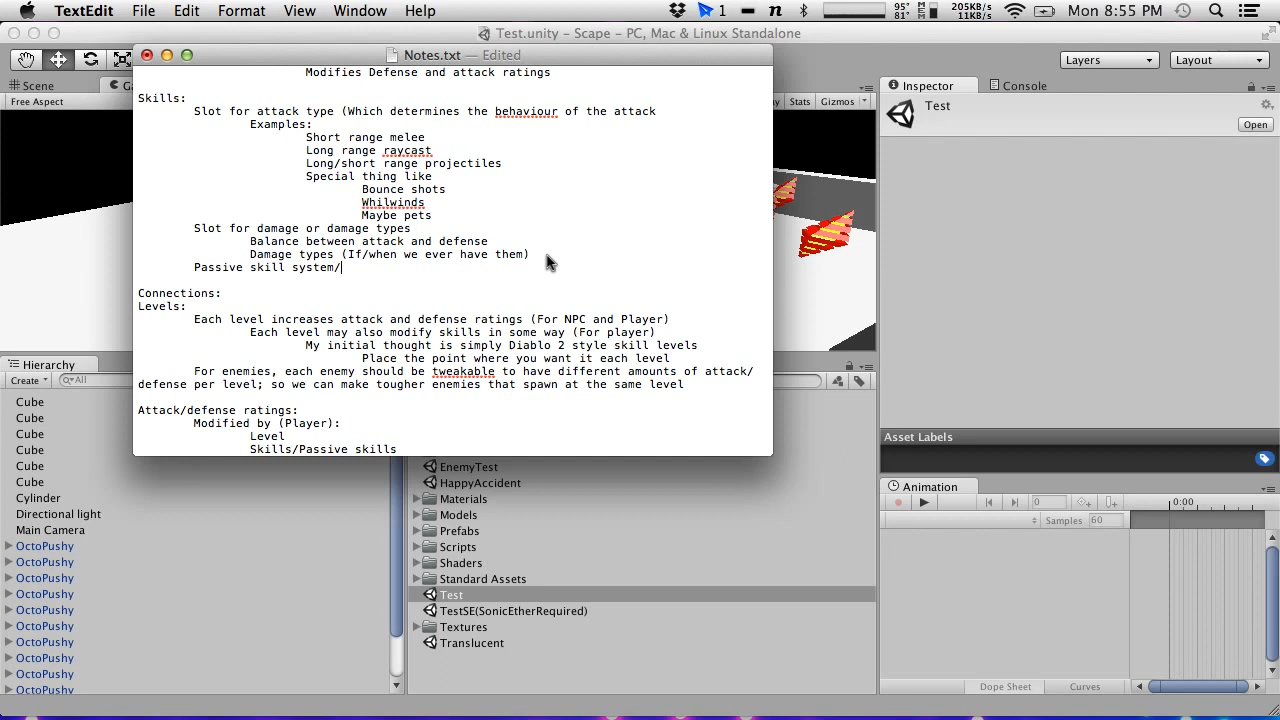 TextEdit File Edit Format View Window Help 1 95° 81° 205KB/s 11KB/s Mon 8:55 PM
Test.unity - Scape - PC, Mac & Linux Standalone
Layers Layout
Notes.txt — Edited
Scene Ga
Free Aspect
Stats Gizmos
Modifies Defense and attack ratings
Skills:
Slot for attack type (Which determines the behaviour of the attack
Examples:
Short range melee
Long range raycast
Long/short range projectiles
Special thing like
Bounce shots
Whilwinds
Maybe pets
Slot for damage or damage types
Balance between attack and defense
Damage types (If/when we ever have them)
Passive skill system/
Connections:
Levels:
Each level increases attack and defense ratings (For NPC and Player)
Each level may also modify skills in some way (For player)
My initial thought is simply Diablo 2 style skill levels
Place the point where you want it each level
For enemies, each enemy should be tweakable to have different amounts of attack/
defense per level; so we can make tougher enemies that spawn at the same level
Attack/defense ratings:
Modified by (Player):
Level
Skills/Passive skills
Hierarchy
Create All
Cube
Cube
Cube
Cube
Cube
Cube
Cylinder
Directional light
Main Camera
OctoPushy
OctoPushy
OctoPushy
OctoPushy
OctoPushy
OctoPushy
OctoPushy
OctoPushy
OctoPushy
OctoPushy
EnemyTest
HappyAccident
Materials
Models
Prefabs
Scripts
Shaders
Standard Assets
Test
TestSE(SonicEtherRequired)
Textures
Translucent
Inspector Console
Test
Open
Asset Labels
Animation
0 0:00
Samples 60
Dope Sheet Curves